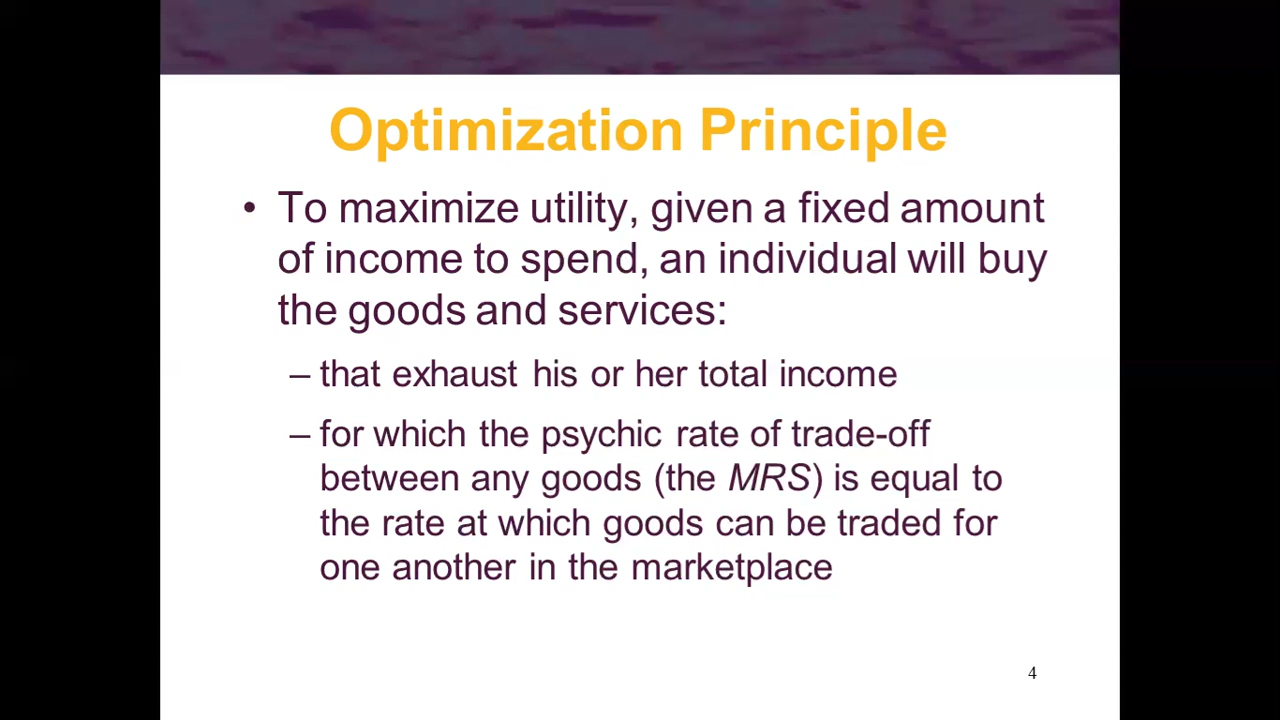 Optimization Principle
• To maximize utility, given a fixed amount
of income to spend, an individual will buy
the goods and services:
– that exhaust his or her total income
– for which the psychic rate of trade-off
between any goods (the MRS) is equal to
the rate at which goods can be traded for
one another in the marketplace
4